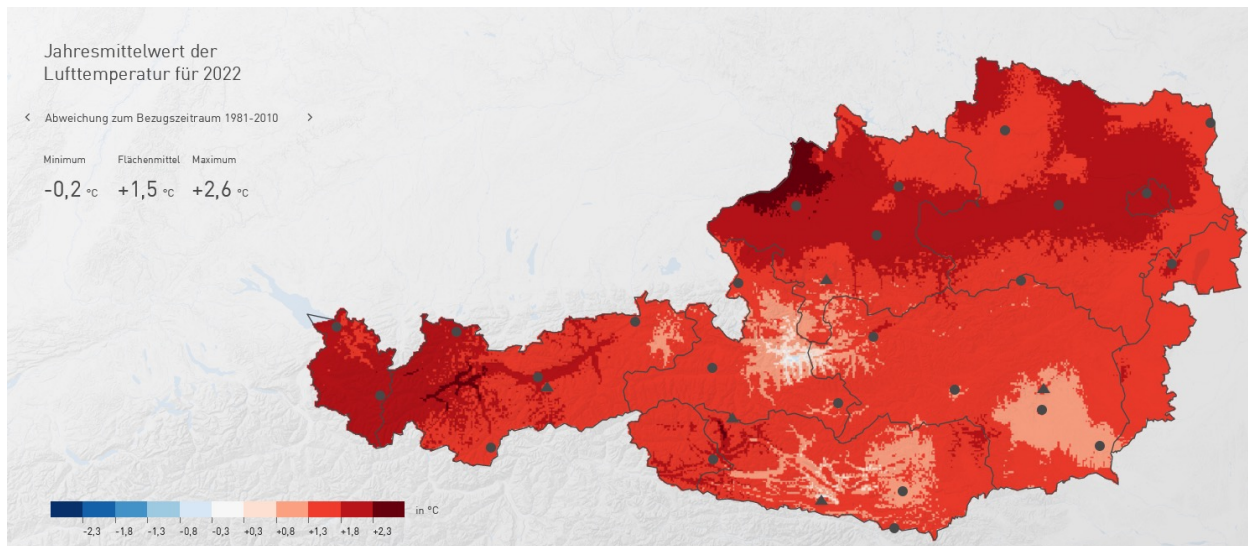 Jahresmittelwert der
Lufttemperatur für 2022
‹ Abweichung zum Bezugszeitraum 1981-2010 ›
Minimum Flächenmittel Maximum
-0,2 °C +1,5 °C +2,6 °C
in °C
-2,3 -1,8 -1,3 -0,8 -0,3 +0,3 +0,8 +1,3 +1,8 +2,3